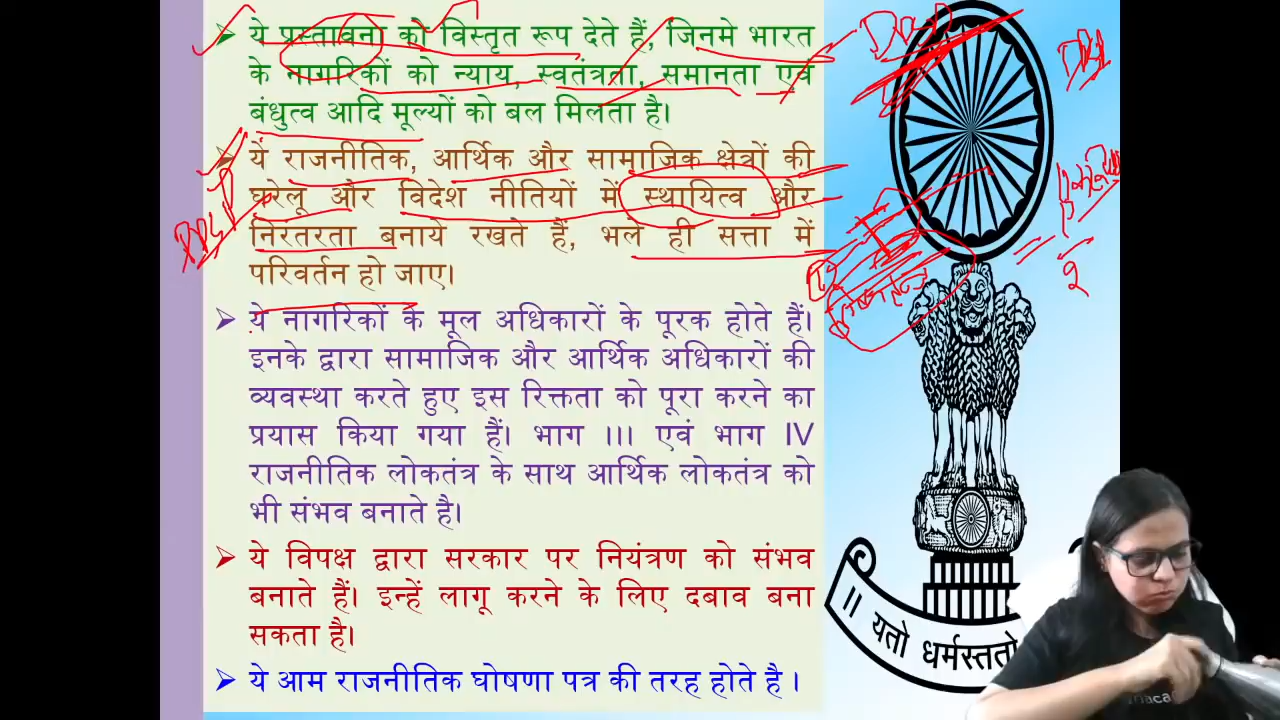 ➤ ये प्रस्तावना को विस्तृत रूप देते हैं, जिनमे भारत
के नागरिकों को न्याय, स्वतंत्रता, समानता एवं
बंधुत्व आदि मूल्यों को बल मिलता है।
➤ ये राजनीतिक, आर्थिक और सामाजिक क्षेत्रों की
घरेलू और विदेश नीतियों में स्थायित्व और
निरंतरता बनाये रखते हैं, भले ही सत्ता में
परिवर्तन हो जाए।
➤ ये नागरिकों के मूल अधिकारों के पूरक होते हैं।
इनके द्वारा सामाजिक और आर्थिक अधिकारों की
व्यवस्था करते हुए इस रिक्तता को पूरा करने का
प्रयास किया गया हैं। भाग ।।। एवं भाग IV
राजनीतिक लोकतंत्र के साथ आर्थिक लोकतंत्र को
भी संभव बनाते है।
➤ ये विपक्ष द्वारा सरकार पर नियंत्रण को संभव
बनाते हैं। इन्हें लागू करने के लिए दबाव बना
सकता है।
➤ ये आम राजनीतिक घोषणा पत्र की तरह होते है ।
२
।। यतो धर्मस्ततो